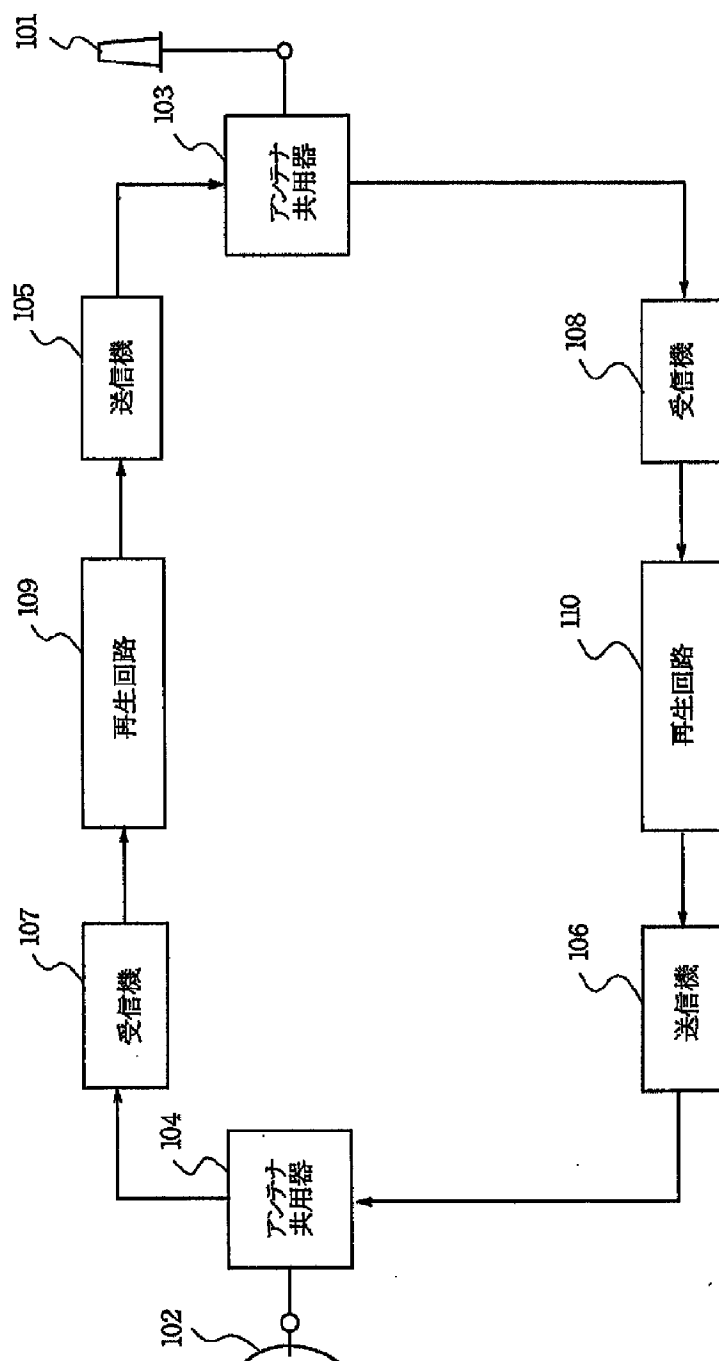 101
103
アンテナ
共用器
105
送信機
109
再生回路
107
受信機
104
アンテナ
共用器
102
108
受信機
110
再生回路
106
送信機